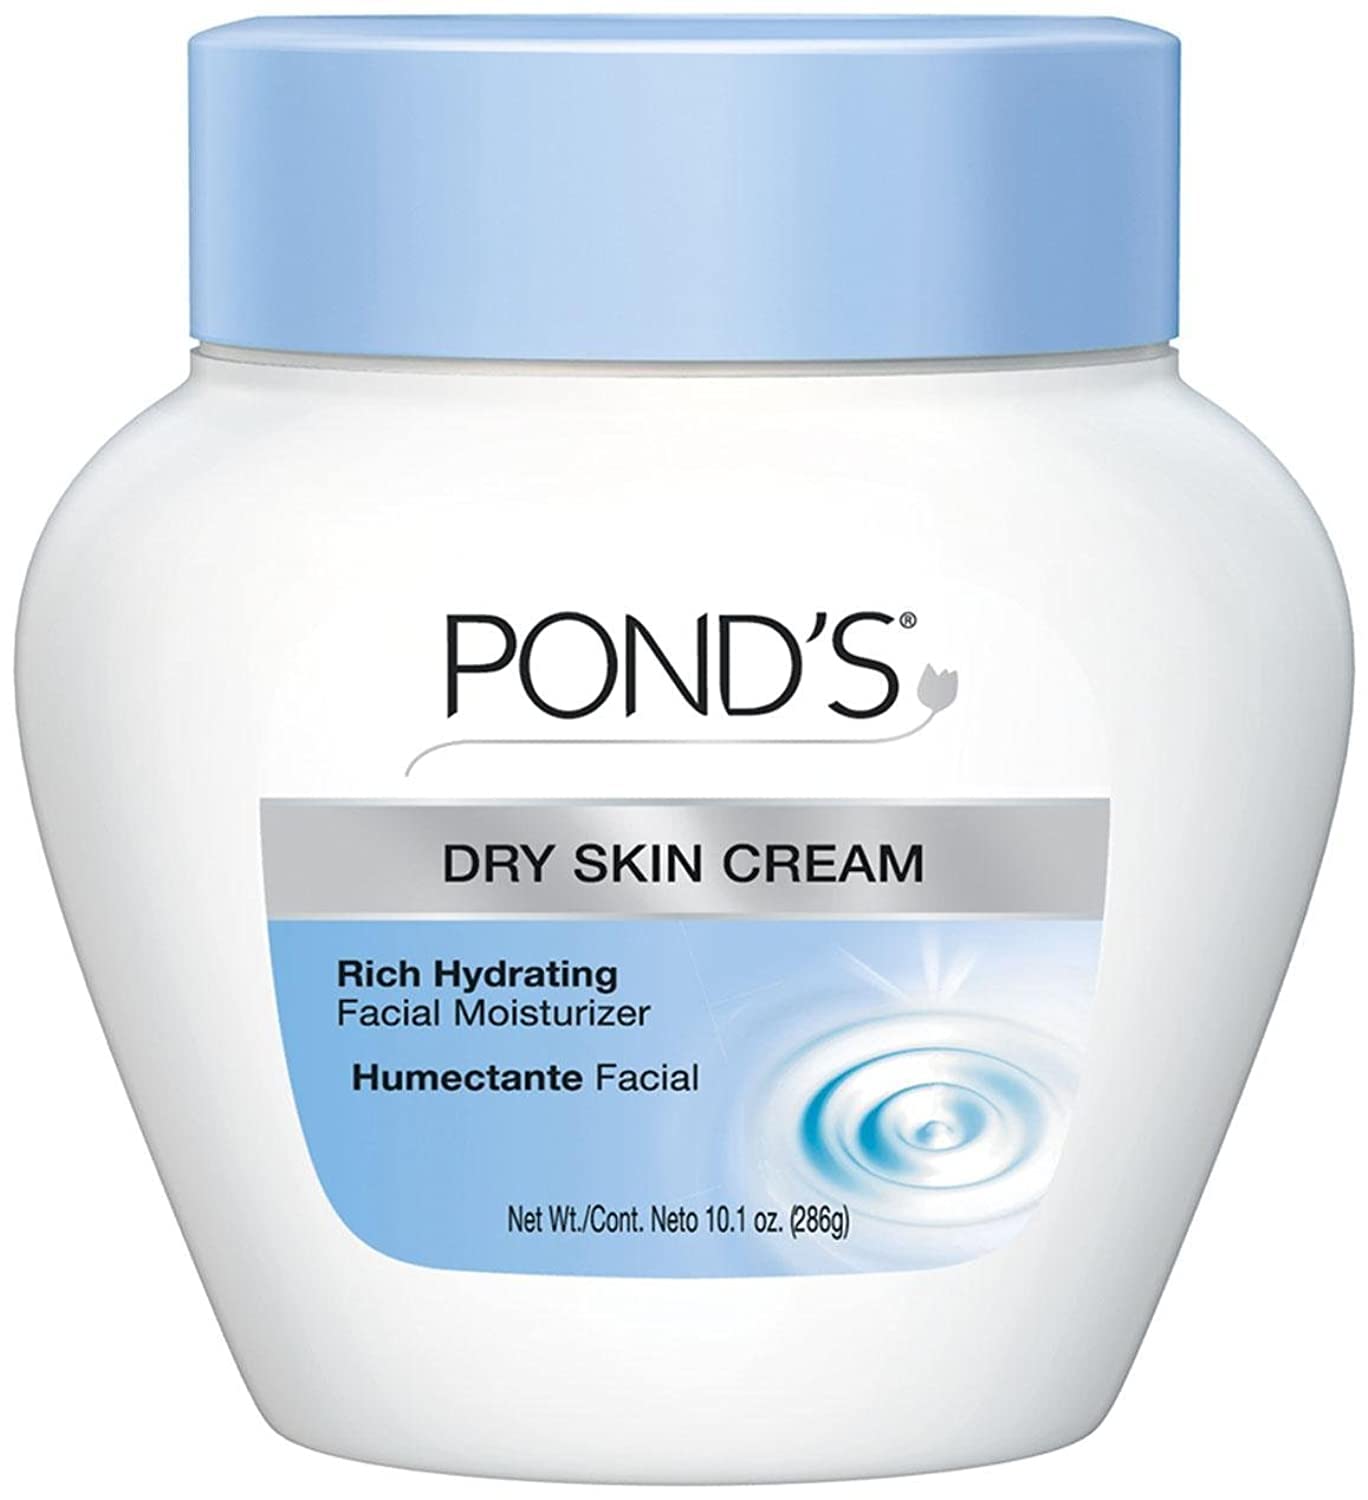 POND'S®
DRY SKIN CREAM
Rich Hydrating
Facial Moisturizer
Humectante Facial
Net Wt./Cont. Neto 10.1 oz. (286g)